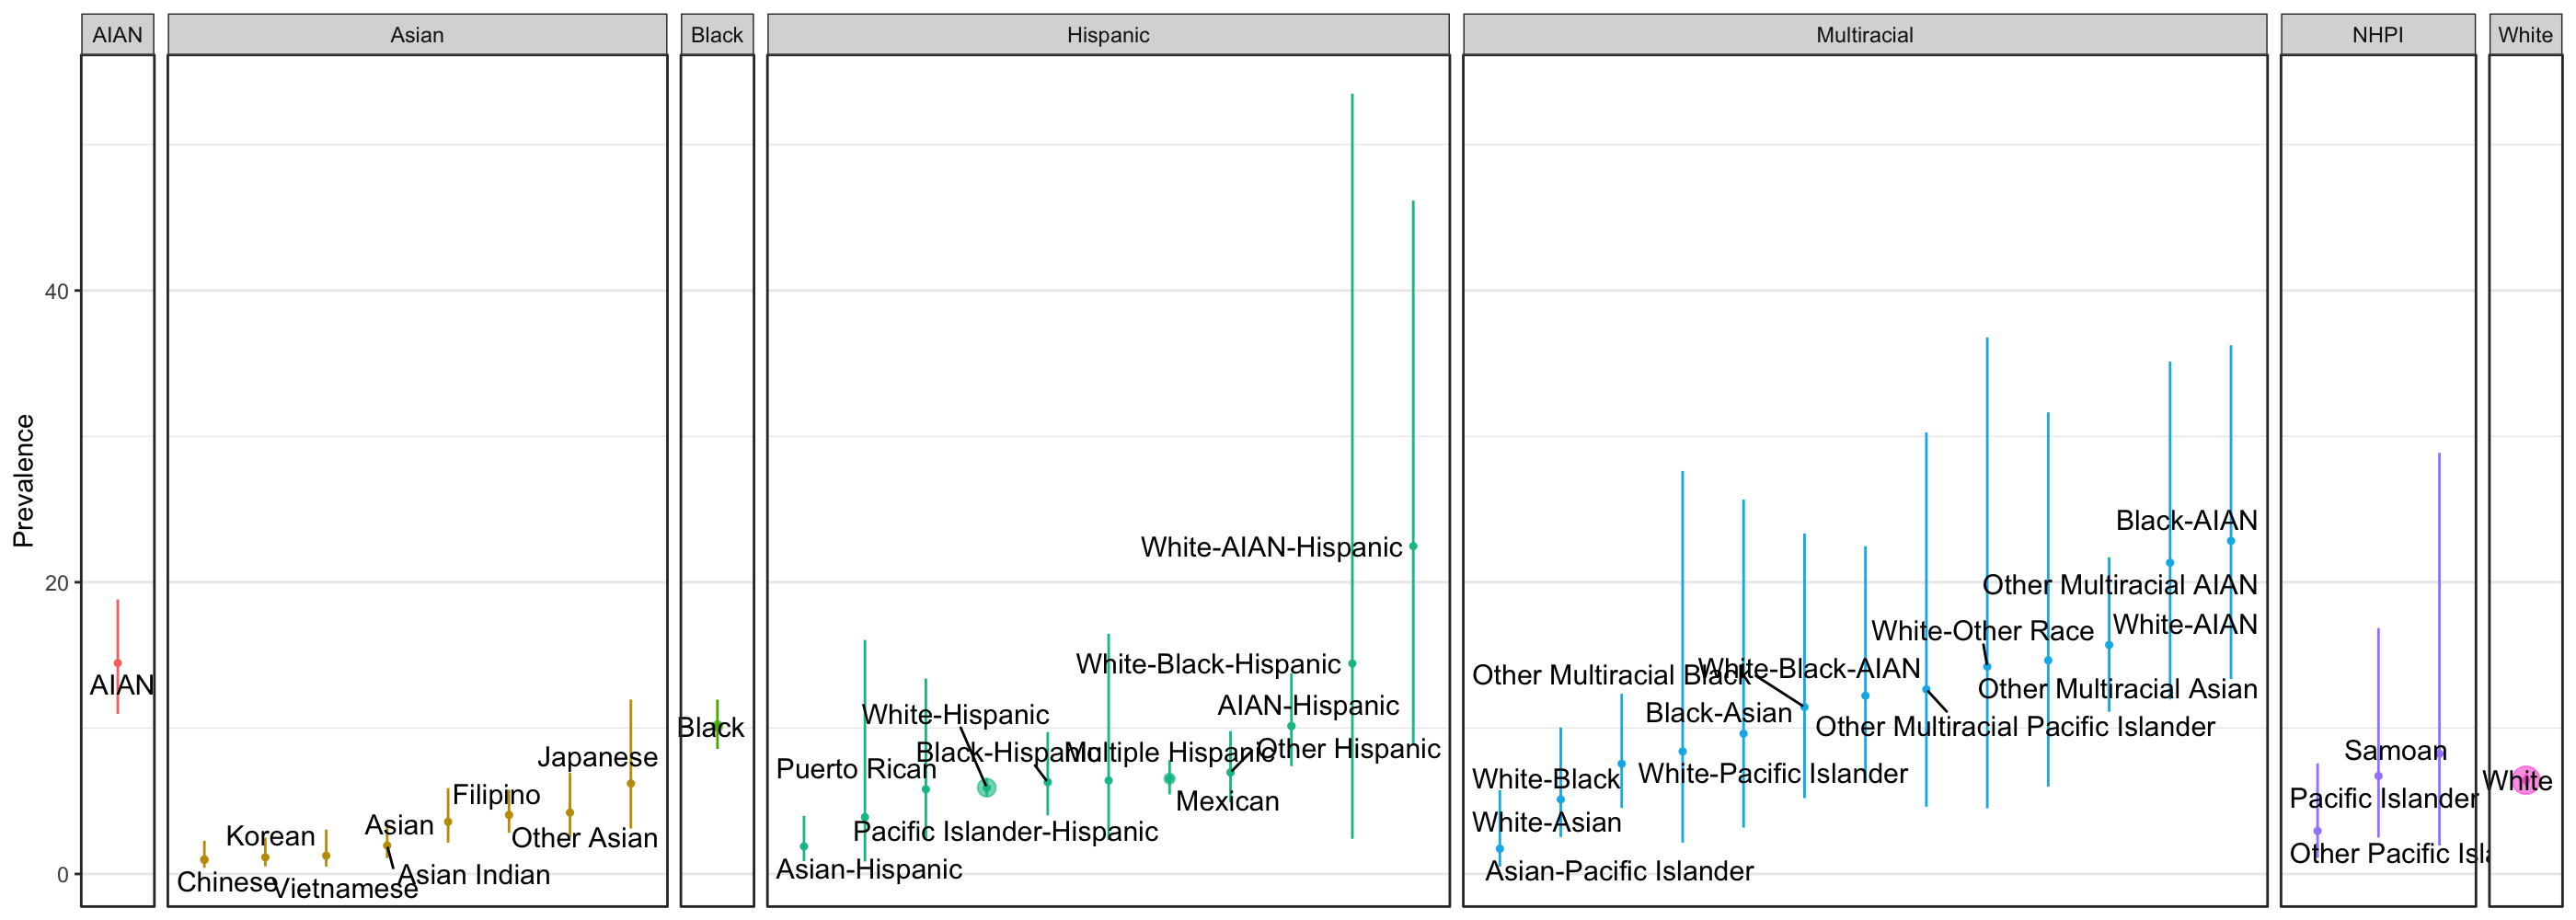 AIAN
Asian
Black
Hispanic
Multiracial
NHPI
White
Prevalence
40
20
0
AIAN
Chinese
Korean
Vietnamese
Asian
Asian Indian
Filipino
Other Asian
Japanese
Black
Asian-Hispanic
Puerto Rican
Pacific Islander-Hispanic
White-Hispanic
Black-Hispanic
Multiple Hispanic
Mexican
Other Hispanic
AIAN-Hispanic
White-Black-Hispanic
White-AIAN-Hispanic
Asian-Pacific Islander
White-Asian
White-Black
White-Pacific Islander
Other Multiracial Black
Black-Asian
White-Black-AIAN
Other Multiracial Pacific Islander
White-Other Race
Other Multiracial Asian
White-AIAN
Other Multiracial AIAN
Black-AIAN
Other Pacific Isl
Pacific Islander
Samoan
White